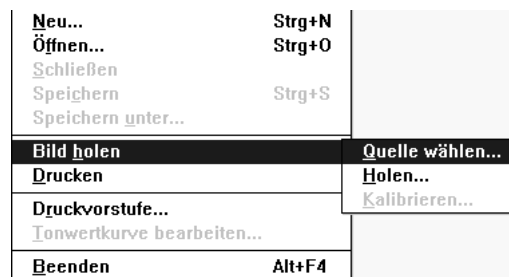 Neu... Strg+N
Öffnen... Strg+O
Schließen
Speichern Strg+S
Speichern unter...
Bild holen
Quelle wählen...
Drucken
Holen...
Kalibrieren...
Druckvorstufe...
Tonwertkurve bearbeiten...
Beenden Alt+F4